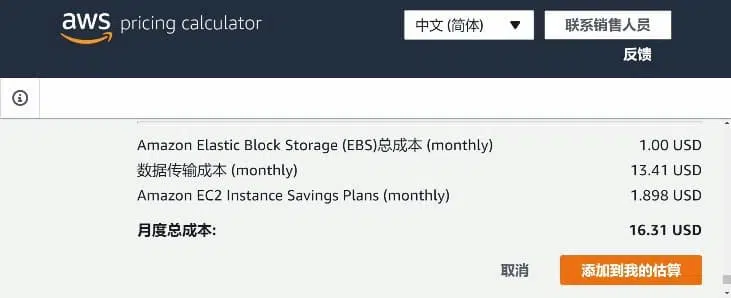 aws pricing calculator
中文 (简体)
联系销售人员
反馈
Amazon Elastic Block Storage (EBS)总成本 (monthly) 1.00 USD
数据传输成本 (monthly) 13.41 USD
Amazon EC2 Instance Savings Plans (monthly) 1.898 USD
月度总成本: 16.31 USD
取消 添加到我的估算